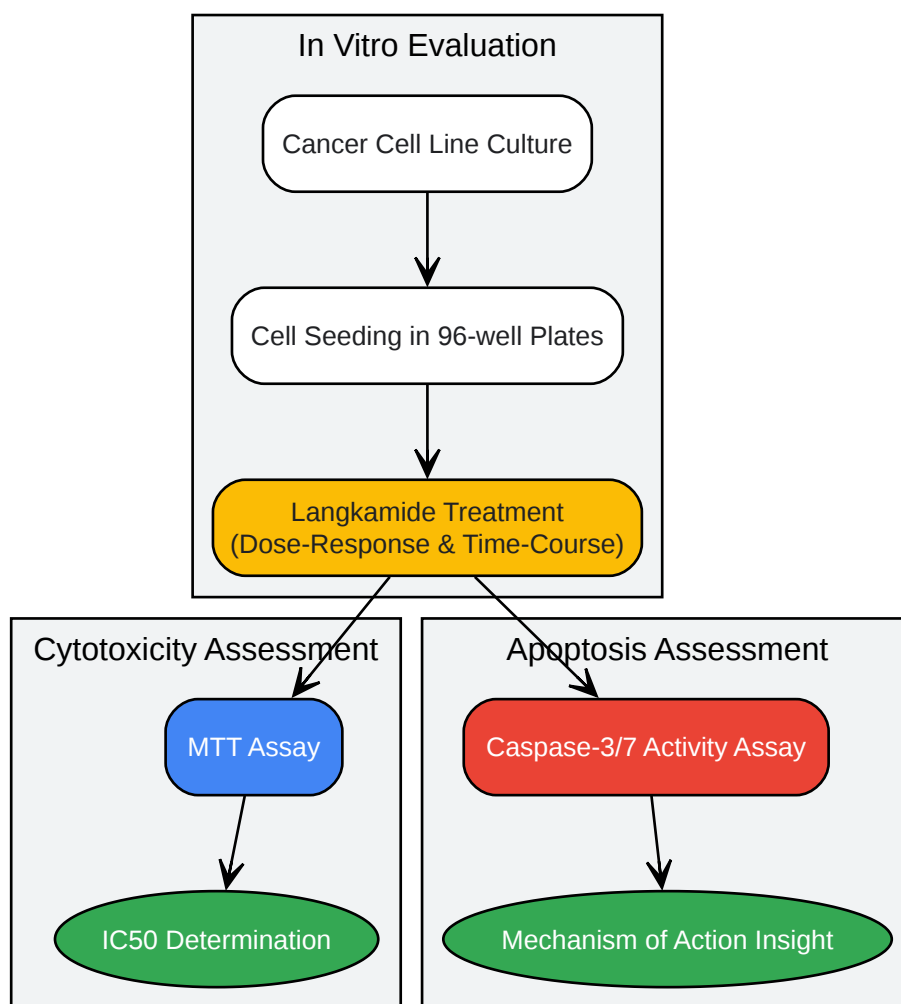 In Vitro Evaluation
Cancer Cell Line Culture
Cell Seeding in 96-well Plates
Langkamide Treatment
(Dose-Response & Time-Course)
Cytotoxicity Assessment
MTT Assay
IC50 Determination
Apoptosis Assessment
Caspase-3/7 Activity Assay
Mechanism of Action Insight